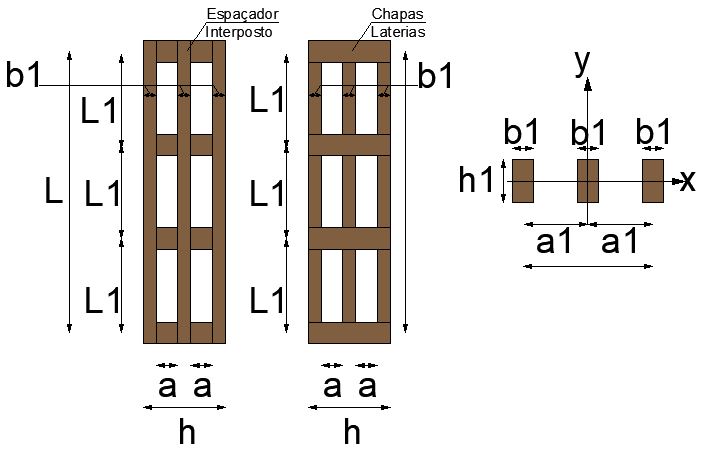 Espaçador
Interposto
Chapas
Laterias
b1
b1
L1
L1
L
L1
L1
L1
L1
a a
a a
h
h
y
b1 b1 b1
h1
x
a1 a1